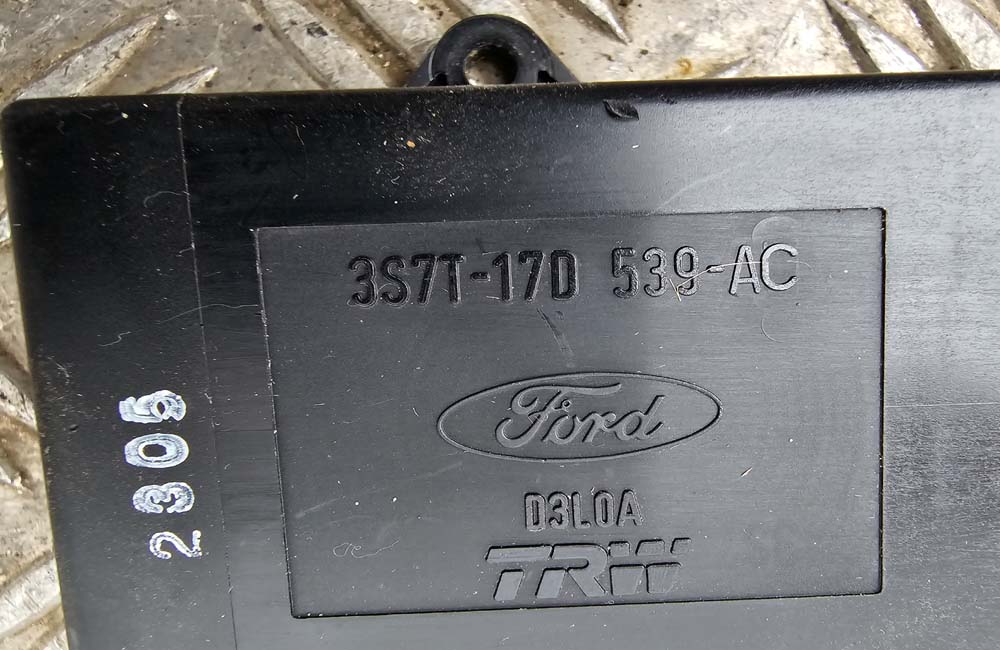 3S7T-17D 539-AC
Ford
D3L0A
TRW
2305